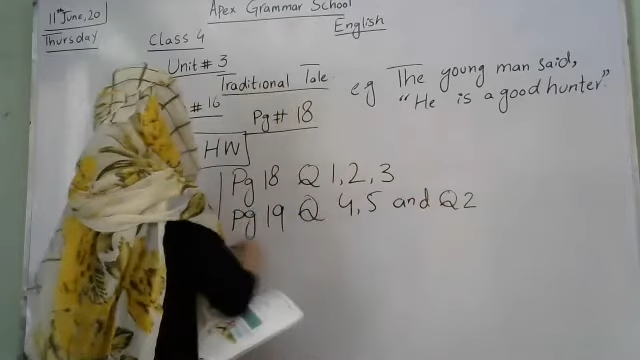 Apex Grammar School
11th June, 20
Thursday
English
Class 4
Unit # 3
Traditional Tale
# 16
Pg # 18
e.g The young man said,
"He is a good hunter."
HW
Pg 18 Q 1, 2, 3
Pg 19 Q 4, 5 and Q2